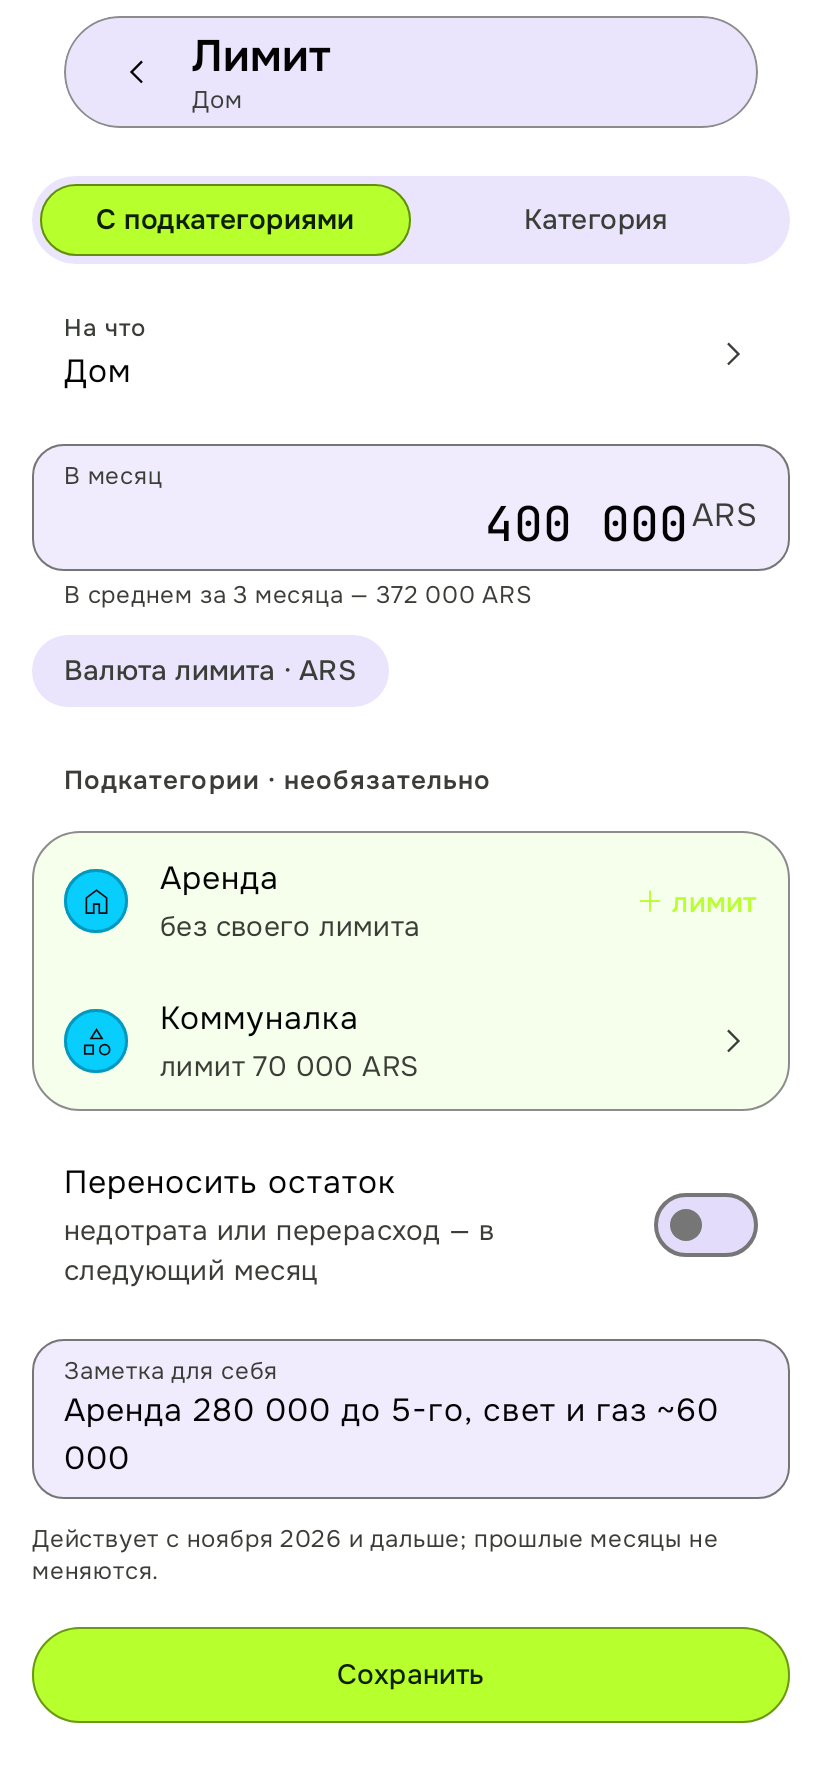 Лимит
Дом
С подкатегориями
Категория
На что
Дом
В месяц
400 000 ARS
В среднем за 3 месяца — 372 000 ARS
Валюта лимита · ARS
Подкатегории · необязательно
Аренда
+ лимит
без своего лимита
Коммуналка
лимит 70 000 ARS
Переносить остаток
недотрата или перерасход — в
следующий месяц
Заметка для себя
Аренда 280 000 до 5-го, свет и газ ~60
000
Действует с ноября 2026 и дальше; прошлые месяцы не
меняются.
Сохранить